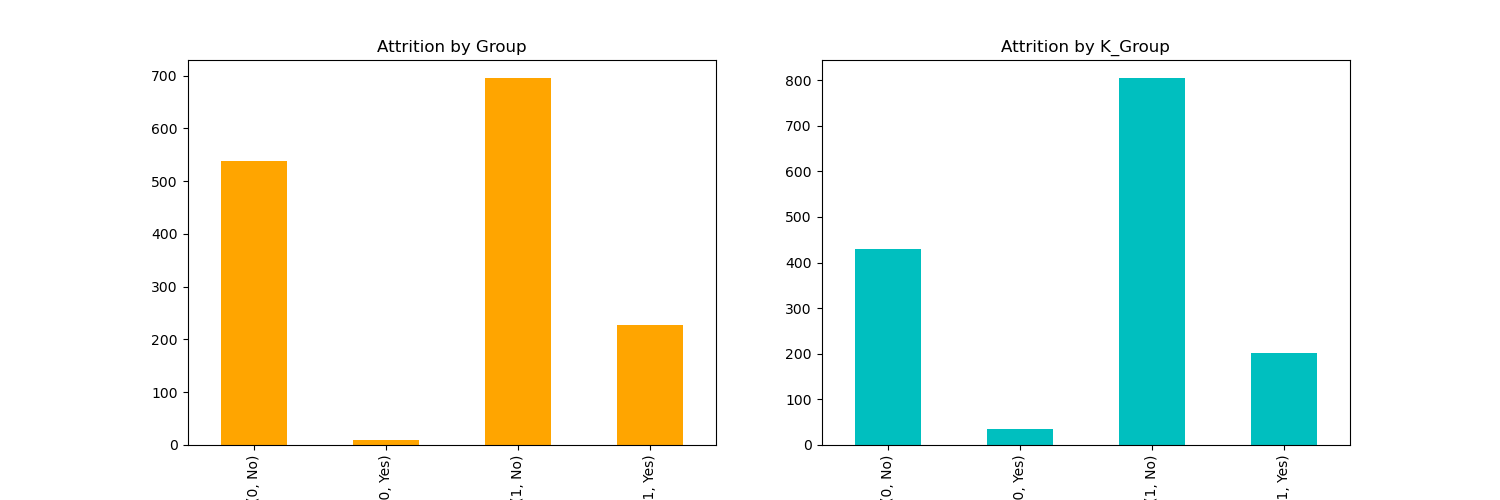 Attrition by Group
700
600
500
400
300
200
100
0
(0, No)
0, Yes)
(1, No)
1, Yes)
Attrition by K_Group
800
700
600
500
400
300
200
100
0
(0, No)
0, Yes)
(1, No)
1, Yes)